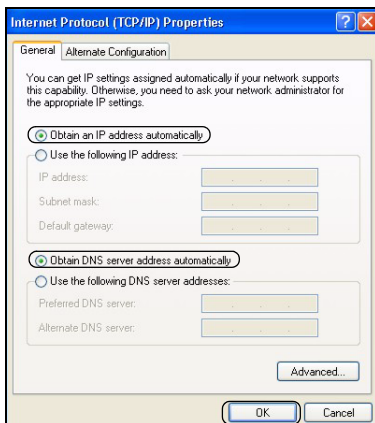 Internet Protocol (TCP/IP) Properties
General
Alternate Configuration
You can get IP settings assigned automatically if your network supports
this capability. Otherwise, you need to ask your network administrator for
the appropriate IP settings.
Obtain an IP address automatically
Use the following IP address:
IP address:
Subnet mask:
Default gateway:
Obtain DNS server address automatically
Use the following DNS server addresses:
Preferred DNS server:
Alternate DNS server:
Advanced...
OK
Cancel